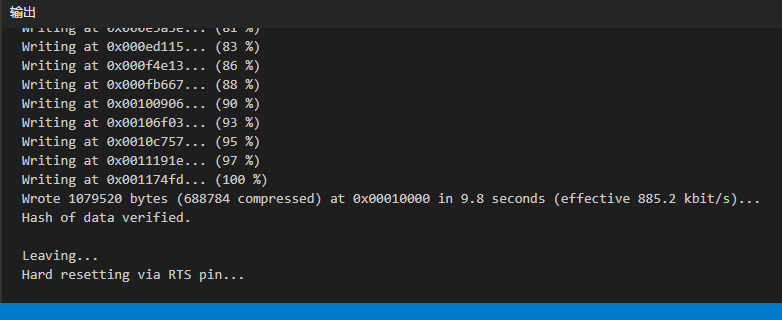 输出
Writing at 0x000ed115... (83 %)
Writing at 0x000f4e13... (86 %)
Writing at 0x000fb667... (88 %)
Writing at 0x00100906... (90 %)
Writing at 0x00106f03... (93 %)
Writing at 0x0010c757... (95 %)
Writing at 0x0011191e... (97 %)
Writing at 0x001174fd... (100 %)
Wrote 1079520 bytes (688784 compressed) at 0x00010000 in 9.8 seconds (effective 885.2 kbit/s)...
Hash of data verified.
Leaving...
Hard resetting via RTS pin...